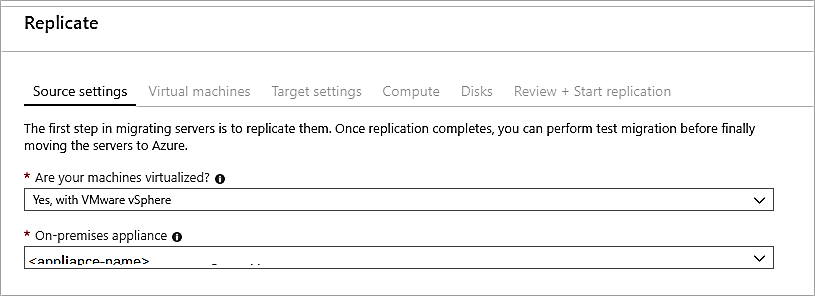 Replicate
Source settings Virtual machines Target settings Compute Disks Review + Start replication
The first step in migrating servers is to replicate them. Once replication completes, you can perform test migration before finally
moving the servers to Azure.
* Are your machines virtualized?
Yes, with VMware vSphere
* On-premises appliance
<appliance-name>